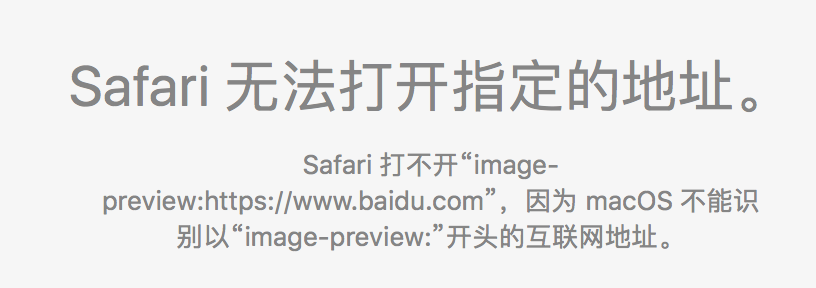 Safari 无法打开指定的地址。
Safari 打不开“image-
preview:https://www.baidu.com”，因为 macOS 不能识
别以“image-preview:”开头的互联网地址。